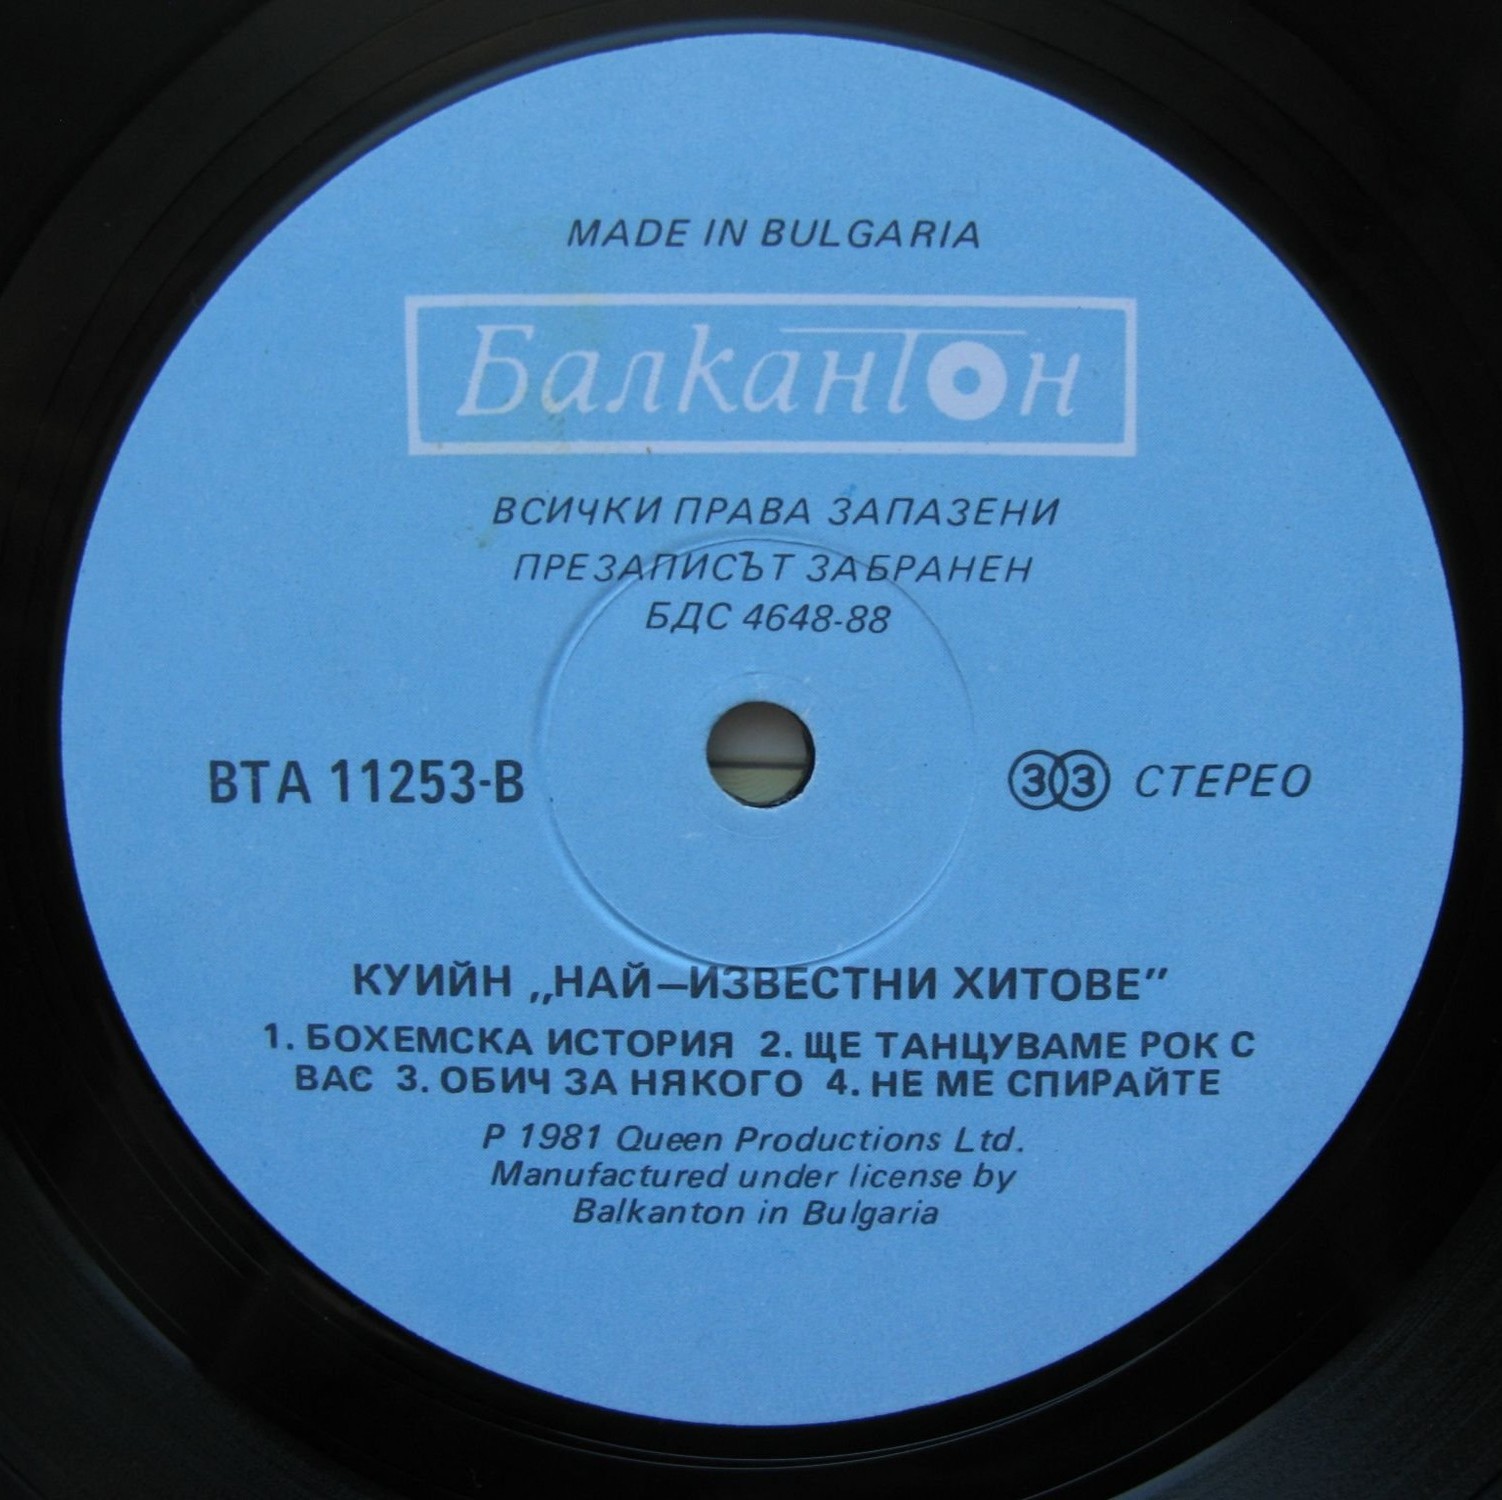 MADE IN BULGARIA
Балкантон
ВСИЧКИ ПРАВА ЗАПАЗЕНИ
ПРЕЗАПИСЪТ ЗАБРАНЕН
БДС 4648-88
ВТА 11253-В
33 СТЕРЕО
КУИЙН „НАЙ—ИЗВЕСТНИ ХИТОВЕ”
1. БОХЕМСКА ИСТОРИЯ 2. ЩЕ ТАНЦУВАМЕ РОК С
ВАС 3. ОБИЧ ЗА НЯКОГО 4. НЕ МЕ СПИРАЙТЕ
P 1981 Queen Productions Ltd.
Manufactured under license by
Balkanton in Bulgaria